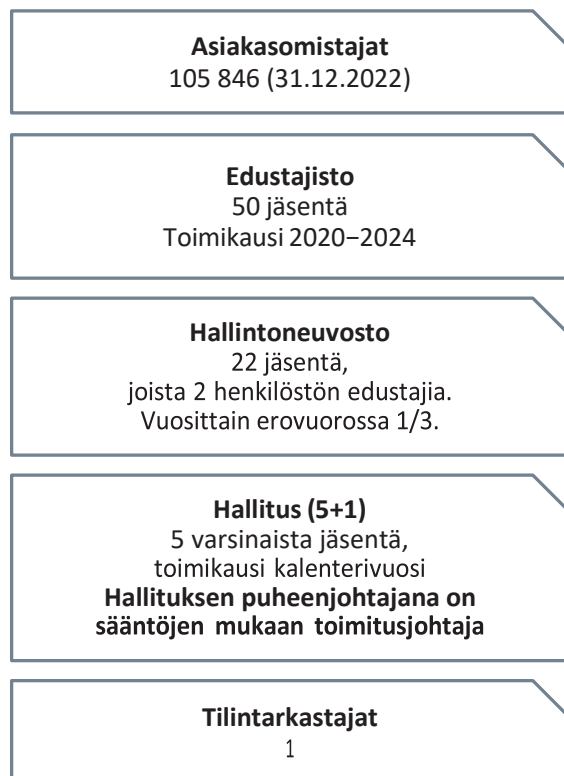 Asiakasomistajat
105 846 (31.12.2022)
Edustajisto
50 jäsentä
Toimikausi 2020–2024
Hallintoneuvosto
22 jäsentä,
joista 2 henkilöstön edustajia.
Vuosittain erovuorossa 1/3.
Hallitus (5+1)
5 varsinaista jäsentä,
toimikausi kalenterivuosi
Hallituksen puheenjohtajana on
sääntöjen mukaan toimitusjohtaja
Tilintarkastajat
1